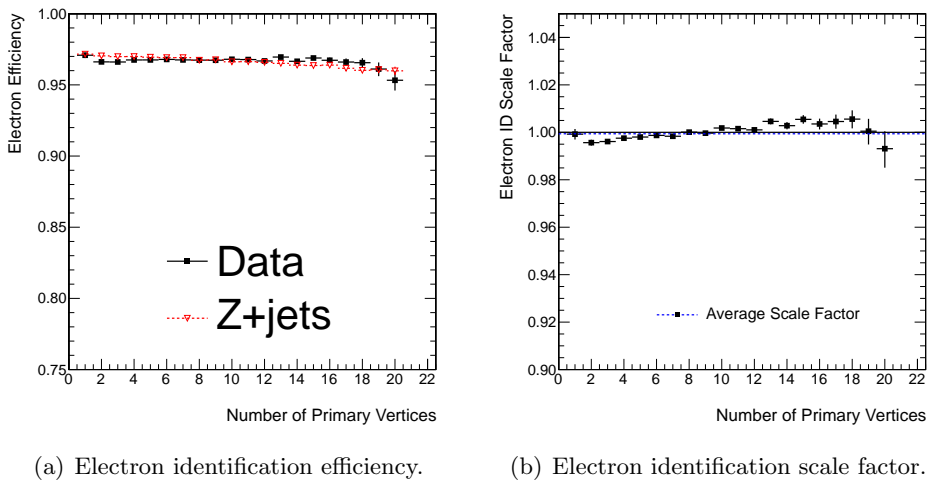 Electron Efficiency
1.00
0.95
0.90
0.85
0.80
0.75
Data
Z+jets
0 2 4 6 8 10 12 14 16 18 20 22
Number of Primary Vertices
(a) Electron identification efficiency.
Electron ID Scale Factor
1.04
1.02
1.00
0.98
0.96
0.94
0.92
0.90
Average Scale Factor
0 2 4 6 8 10 12 14 16 18 20 22
Number of Primary Vertices
(b) Electron identification scale factor.